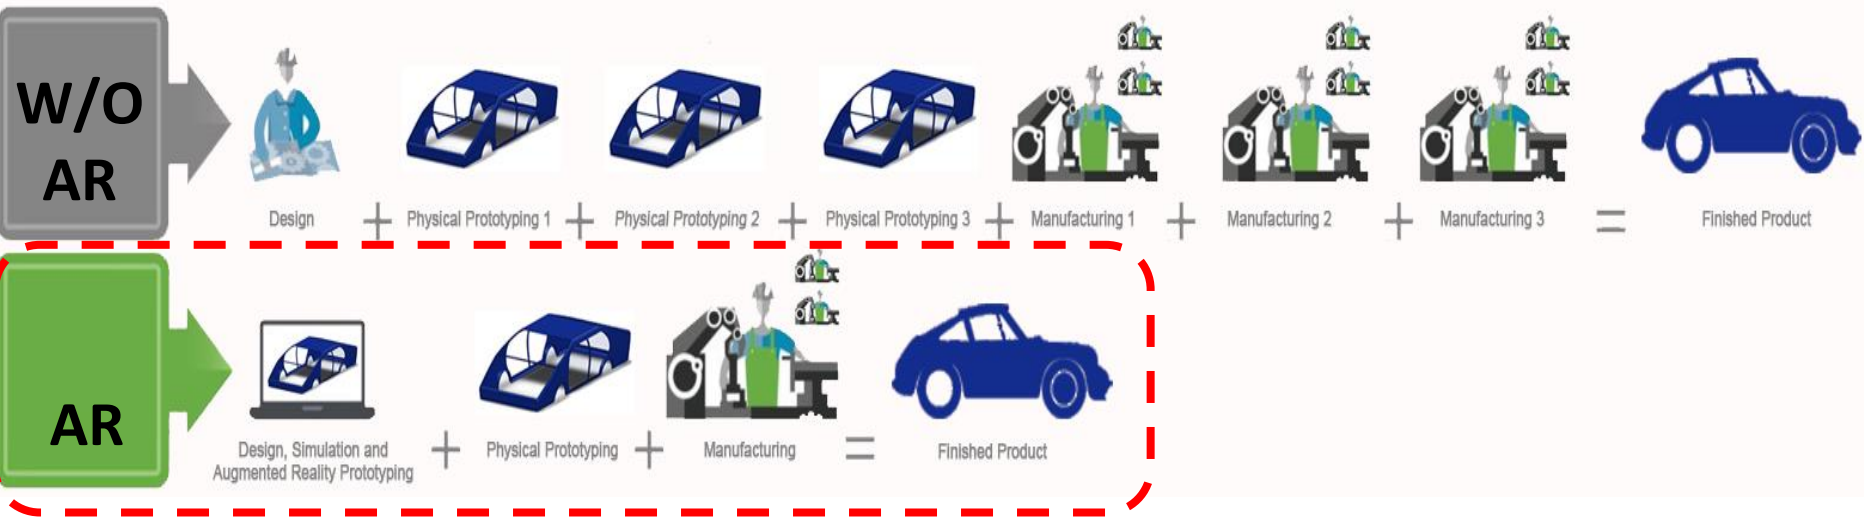 W/O
AR
Design + Physical Prototyping 1 + Physical Prototyping 2 + Physical Prototyping 3 + Manufacturing 1 + Manufacturing 2 + Manufacturing 3 = Finished Product
AR
Design, Simulation and
Augmented Reality Prototyping + Physical Prototyping + Manufacturing = Finished Product